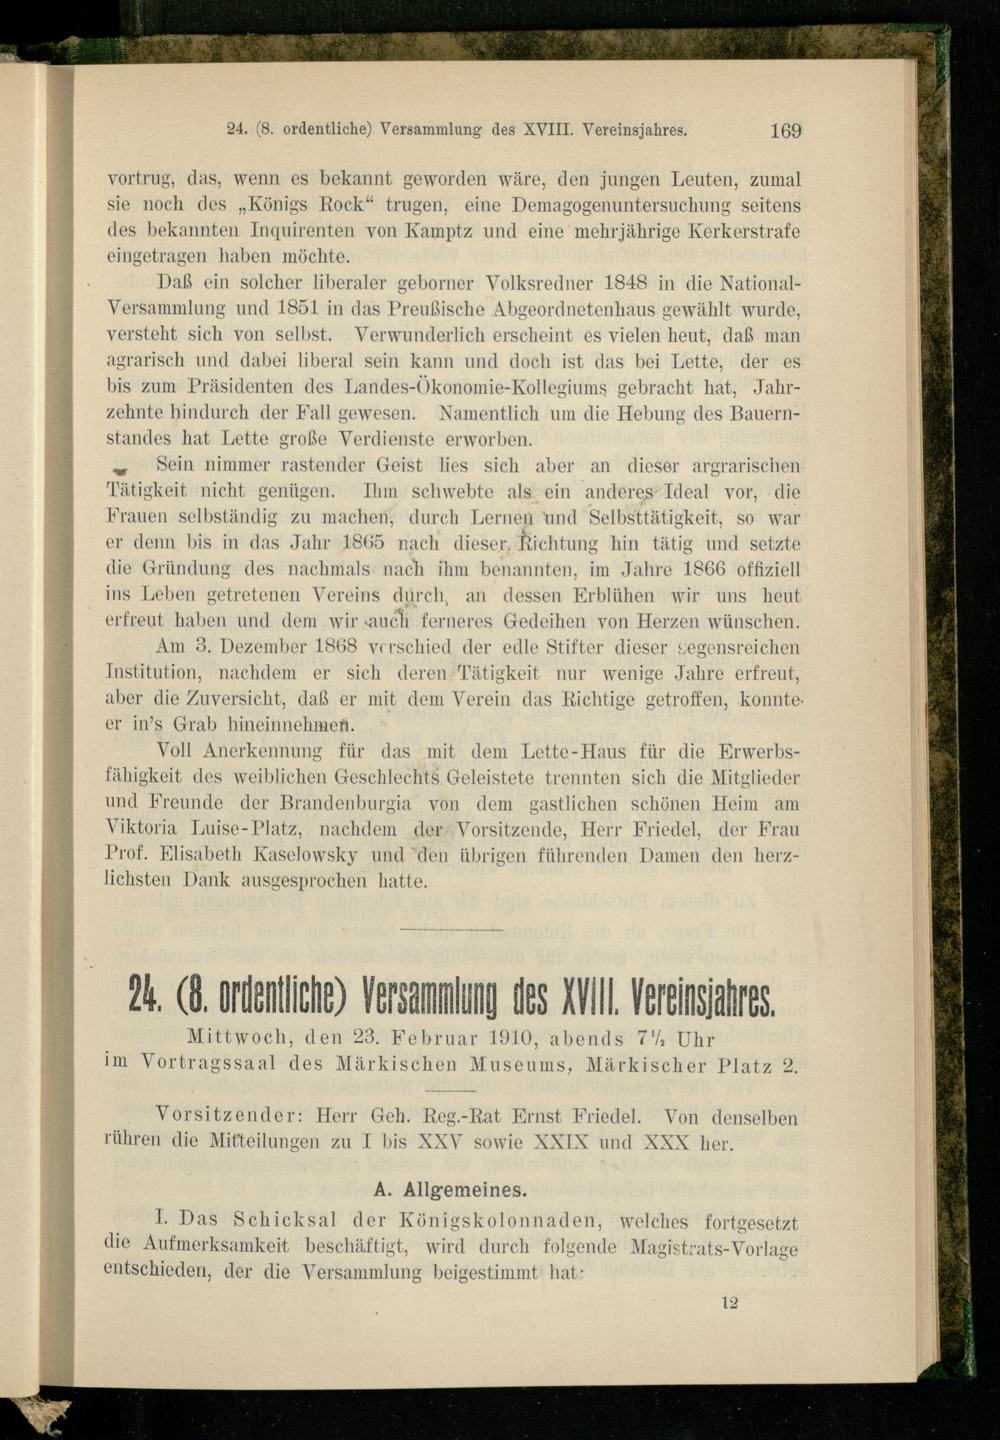 24. (8. ordentliche) Versammlung des XVIII. Vereinsjahres. 169
vortrug, das, wenn es bekannt geworden wäre, den jungen Leuten, zumal
sie noch des „Königs Rock“ trugen, eine Demagogenuntersuchung seitens
des bekannten Inquirenten von Kamptz und eine mehrjährige Kerkerstrafe
eingetragen haben möchte.
Daß ein solcher liberaler geborner Volksredner 1848 in die National-
Versammlung und 1851 in das Preußische Abgeordnetenhaus gewählt wurde,
versteht sich von selbst. Verwunderlich erscheint es vielen heut, daß man
agrarisch und dabei liberal sein kann und doch ist das bei Lette, der es
bis zum Präsidenten des Landes-Ökonomie-Kollegiums gebracht hat, Jahr-
zehnte hindurch der Fall gewesen. Namentlich um die Hebung des Bauern-
standes hat Lette große Verdienste erworben.
Sein nimmer rastender Geist lies sich aber an dieser argrarischen
Tätigkeit nicht genügen. Ihm schwebte als ein anderes Ideal vor, die
Frauen selbständig zu machen, durch Lernen und Selbsttätigkeit, so war
er denn bis in das Jahr 1865 nach dieser Richtung hin tätig und setzte
die Gründung des nachmals nach ihm benannten, im Jahre 1866 offiziell
ins Leben getretenen Vereins durch, an dessen Erblühen wir uns heut
erfreut haben und dem wir auch ferneres Gedeihen von Herzen wünschen.
Am 3. Dezember 1868 verschied der edle Stifter dieser segensreichen
Institution, nachdem er sich deren Tätigkeit nur wenige Jahre erfreut,
aber die Zuversicht, daß er mit dem Verein das Richtige getroffen, konnte
er in's Grab hineinnehmen.
Voll Anerkennung für das mit dem Lette-Haus für die Erwerbs-
fähigkeit des weiblichen Geschlechts Geleistete trennten sich die Mitglieder
und Freunde der Brandenburgia von dem gastlichen schönen Heim am
Viktoria Luise-Platz, nachdem der Vorsitzende, Herr Friedel, der Frau
Prof. Elisabeth Kaselowsky und den übrigen führenden Damen den herz-
lichsten Dank ausgesprochen hatte.
24. (8. ordentliche) Versammlung des XVIII. Vereinsjahres.
Mittwoch, den 23. Februar 1910, abends 7½ Uhr
im Vortragssaal des Märkischen Museums, Märkischer Platz 2.
Vorsitzender: Herr Geh. Reg.-Rat Ernst Friedel. Von denselben
rühren die Mitteilungen zu I bis XXV sowie XXIX und XXX her.
A. Allgemeines.
I. Das Schicksal der Königskolonnaden, welches fortgesetzt
die Aufmerksamkeit beschäftigt, wird durch folgende Magistrats-Vorlage
entschieden, der die Versammlung beigestimmt hat:
12